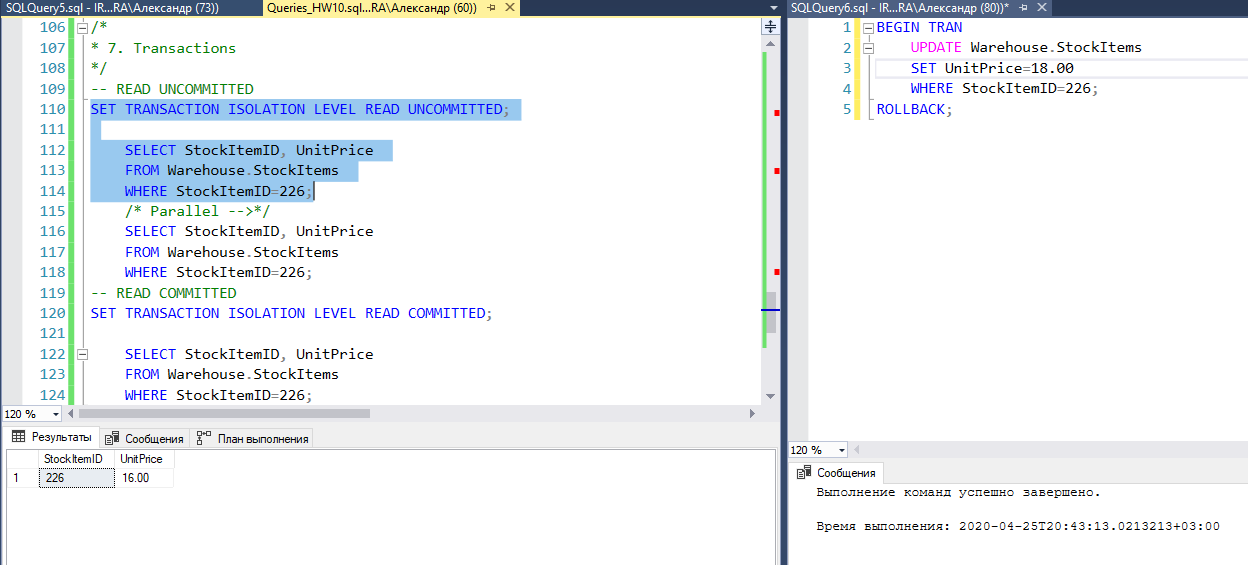 SQLQuery5.sql - IR...RA\Александр (73))
Queries_HW10.sql...RA\Александр (60))
106 /*
107 * 7. Transactions
108 */
109 -- READ UNCOMMITTED
110 SET TRANSACTION ISOLATION LEVEL READ UNCOMMITTED;
111
112 SELECT StockItemID, UnitPrice
113 FROM Warehouse.StockItems
114 WHERE StockItemID=226;
115 /* Parallel -->*/
116 SELECT StockItemID, UnitPrice
117 FROM Warehouse.StockItems
118 WHERE StockItemID=226;
119 -- READ COMMITTED
120 SET TRANSACTION ISOLATION LEVEL READ COMMITTED;
121
122 SELECT StockItemID, UnitPrice
123 FROM Warehouse.StockItems
124 WHERE StockItemID=226;
120 %
Результаты Сообщения План выполнения
StockItemID UnitPrice
1 226 16.00
SQLQuery6.sql - IR...RA\Александр (80))*
1 BEGIN TRAN
2 UPDATE Warehouse.StockItems
3 SET UnitPrice=18.00
4 WHERE StockItemID=226;
5 ROLLBACK;
120 %
Сообщения
Выполнение команд успешно завершено.
Время выполнения: 2020-04-25T20:43:13.0213213+03:00